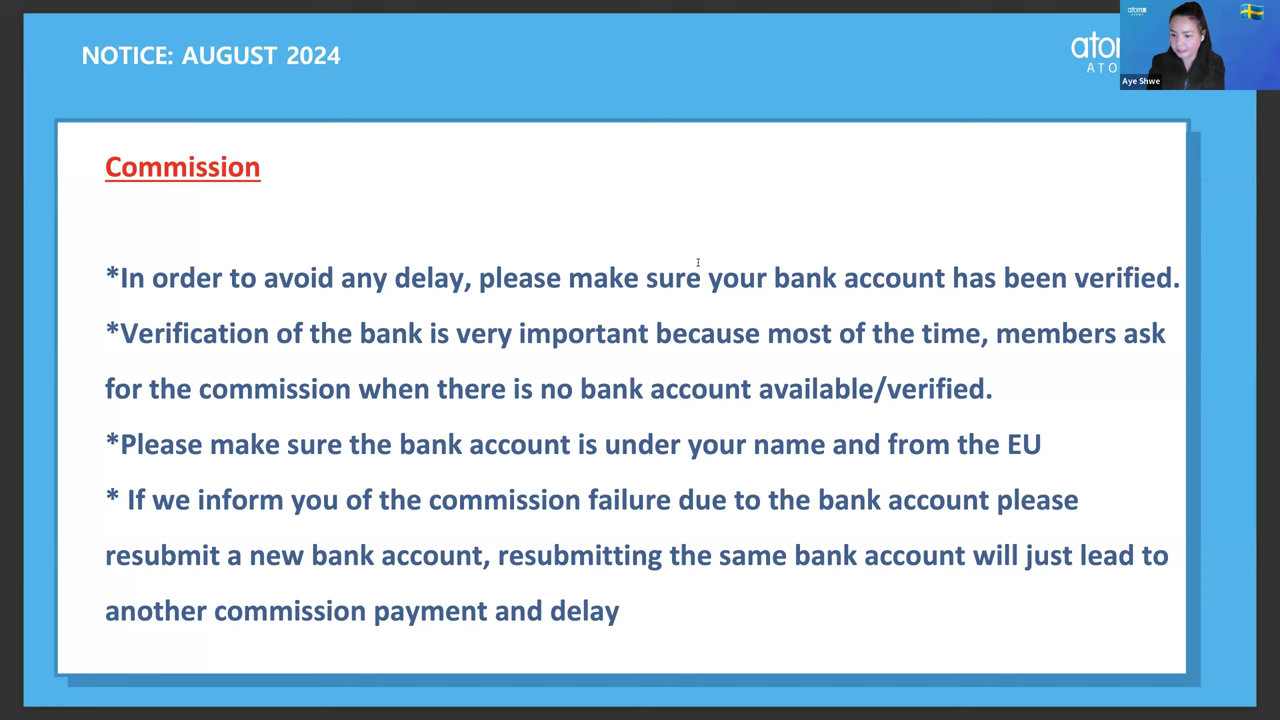 NOTICE: AUGUST 2024
atom
Aye Shwe
Commission
*In order to avoid any delay, please make sure your bank account has been verified.
*Verification of the bank is very important because most of the time, members ask
for the commission when there is no bank account available/verified.
*Please make sure the bank account is under your name and from the EU
* If we inform you of the commission failure due to the bank account please
resubmit a new bank account, resubmitting the same bank account will just lead to
another commission payment and delay